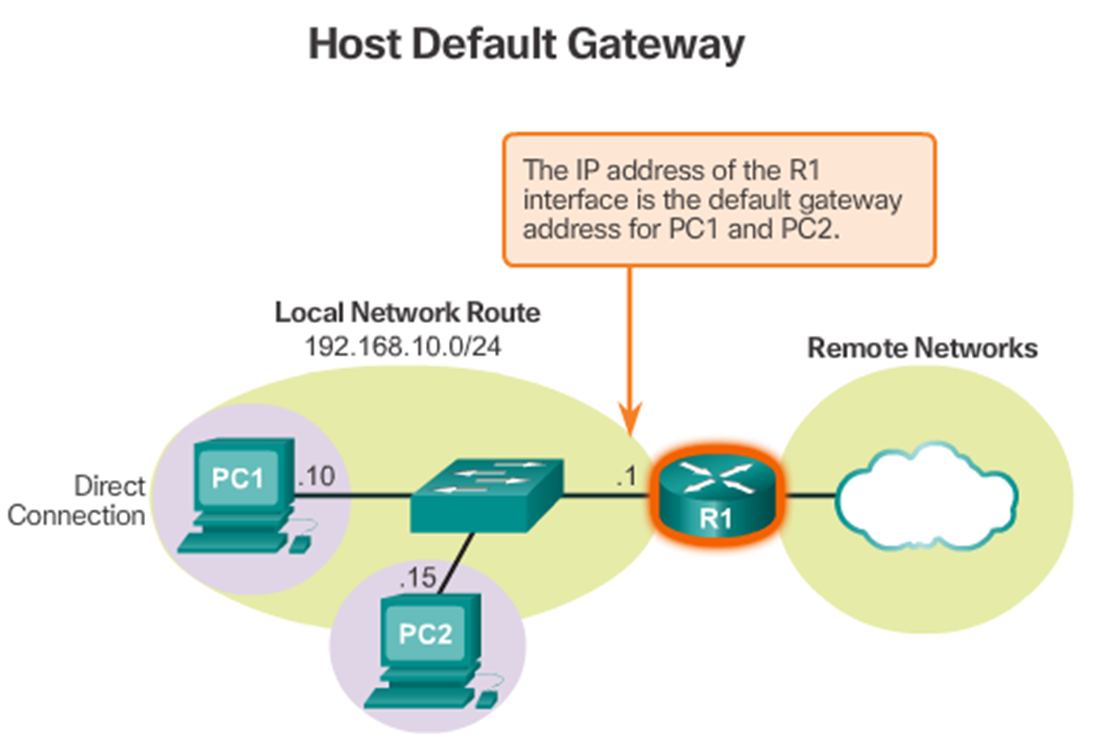 Host Default Gateway
The IP address of the R1
interface is the default gateway
address for PC1 and PC2.
Local Network Route
192.168.10.0/24
Remote Networks
Direct
Connection
PC1
.10
.1
R1
.15
PC2